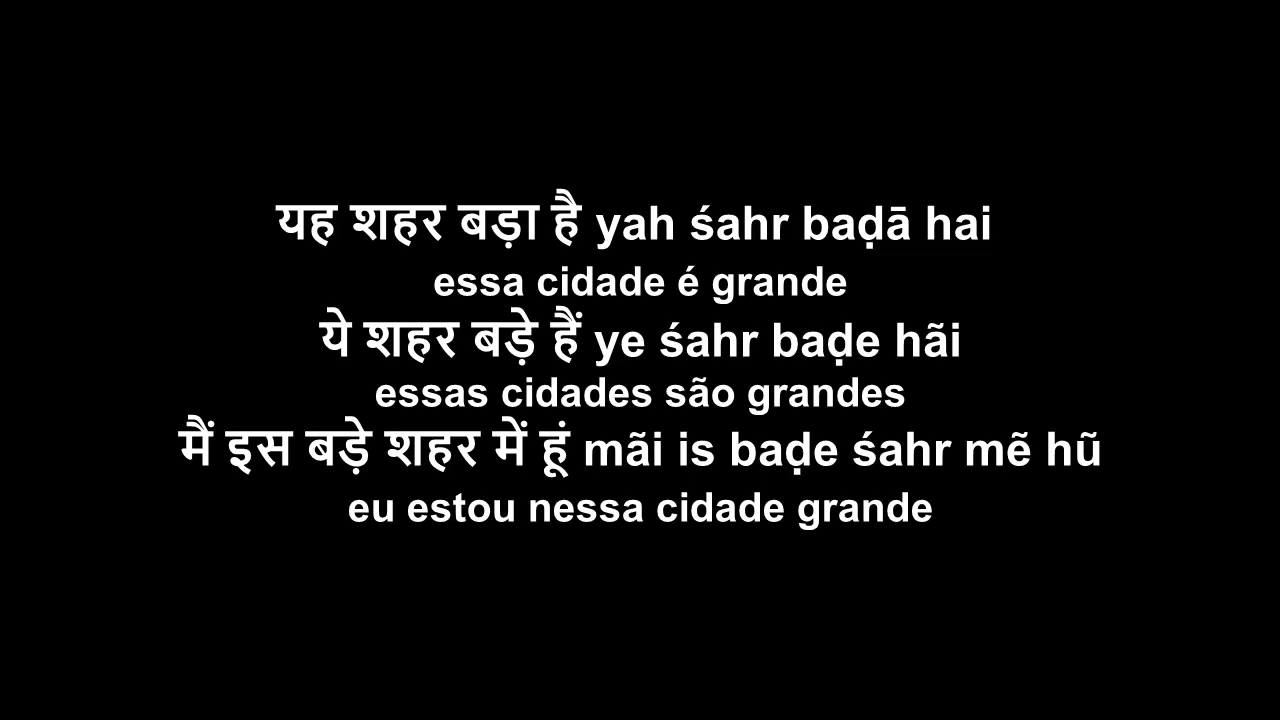 यह शहर बड़ा है yah śahr baḍā hai
essa cidade é grande
ये शहर बड़े हैं ye śahr baḍe hãi
essas cidades são grandes
मैं इस बड़े शहर में हूं mãi is baḍe śahr mẽ hũ
eu estou nessa cidade grande